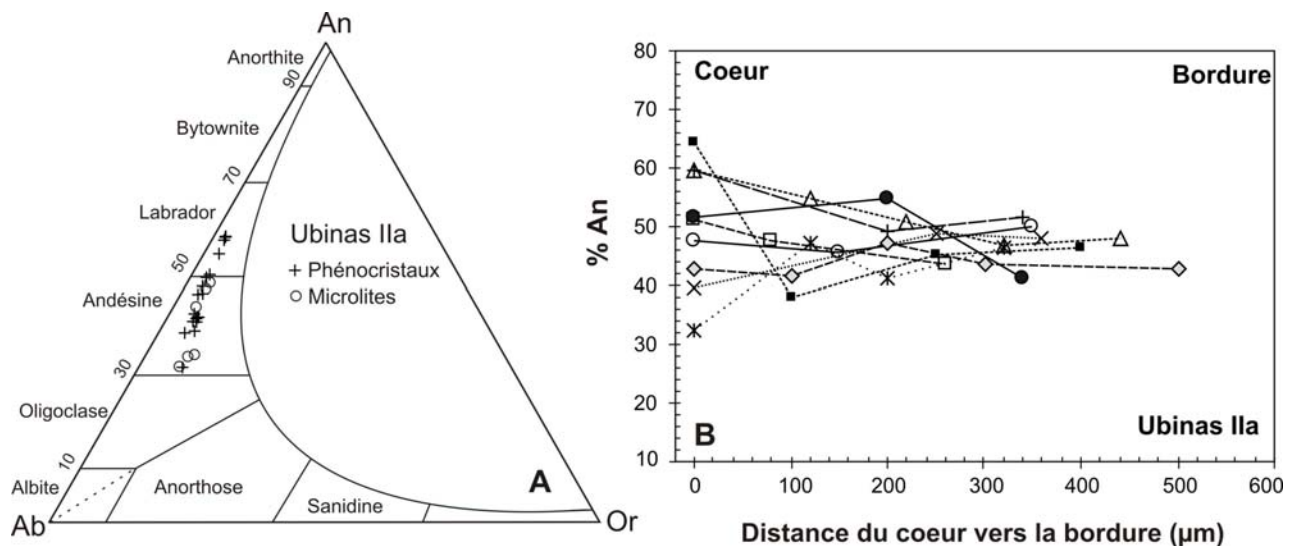 An
Anorthite
90
Bytownite
70
Labrador
50
Andésine
30
Oligoclase
10
Albite
Anorthose
Sanidine
Ab
Or
Ubinas IIa
+ Phénocristaux
○ Microlites
A
80
70
60
50
40
30
20
10
% An
Coeur
Bordure
B
Ubinas IIa
0 100 200 300 400 500 600
Distance du coeur vers la bordure (µm)